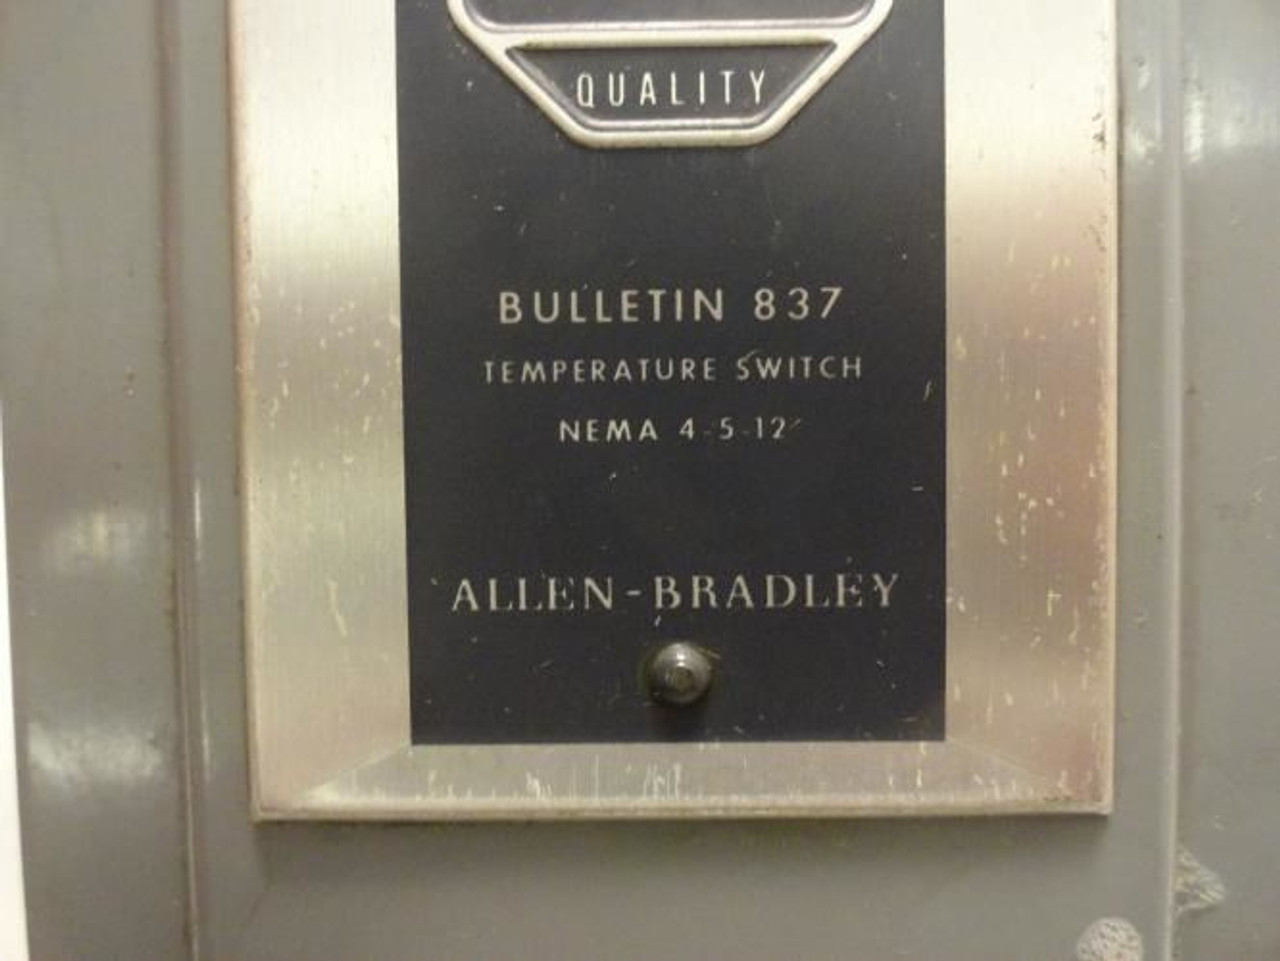 QUALITY
BULLETIN 837
TEMPERATURE SWITCH
NEMA 4-5-12
ALLEN-BRADLEY